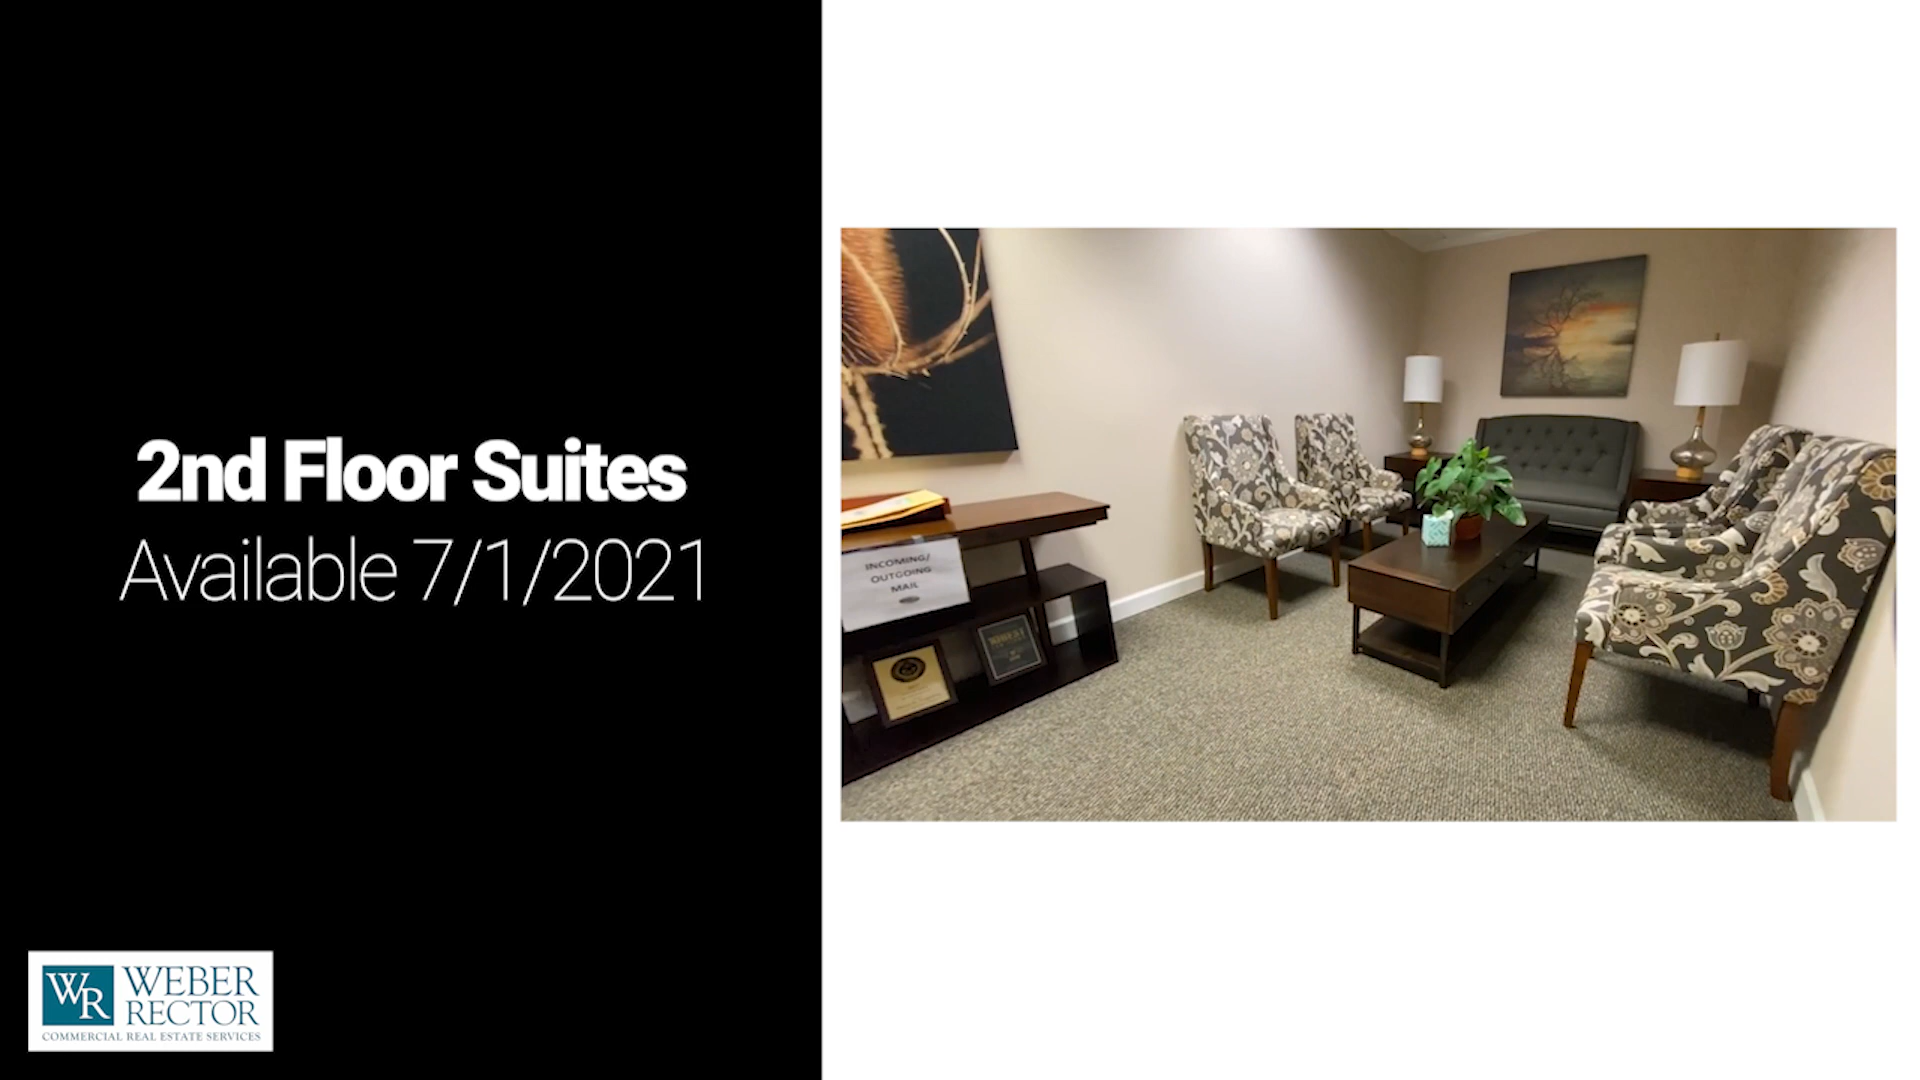 2nd Floor Suites
Available 7/1/2021
INCOMING/
OUTGOING
MAIL
WR
WEBER
RECTOR
COMMERCIAL REAL ESTATE SERVICES